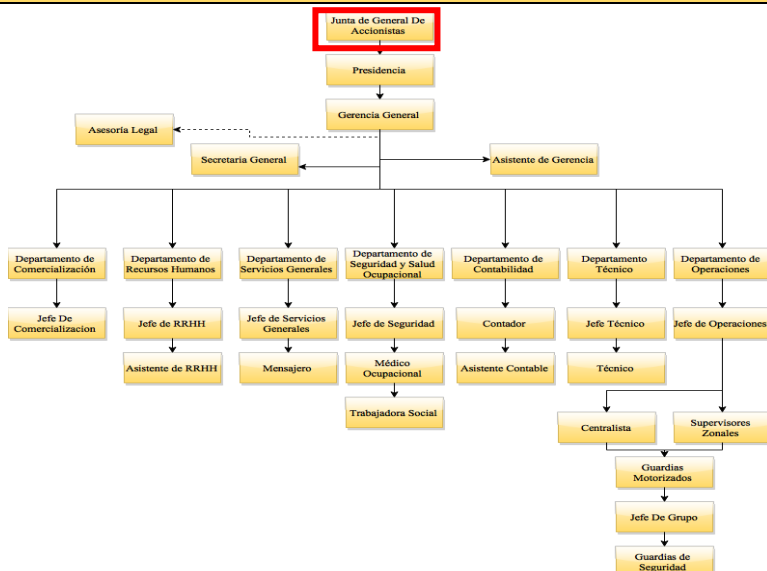 Junta de General De
Accionistas
Presidencia
Gerencia General
Asesoría Legal
Secretaria General
Asistente de Gerencia
Departamento de
Comercialización
Departamento de
Recursos Humanos
Departamento de
Servicios Generales
Departamento de
Seguridad y Salud
Ocupacional
Departamento de
Contabilidad
Departamento
Técnico
Departamento de
Operaciones
Jefe De
Comercializacion
Jefe de RRHH
Jefe de Servicios
Generales
Jefe de Seguridad
Contador
Jefe Técnico
Jefe de Operaciones
Asistente de RRHH
Mensajero
Médico
Ocupacional
Asistente Contable
Técnico
Trabajadora Social
Centralista
Supervisores
Zonales
Guardias
Motorizados
Jefe De Grupo
Guardias de
Seguridad